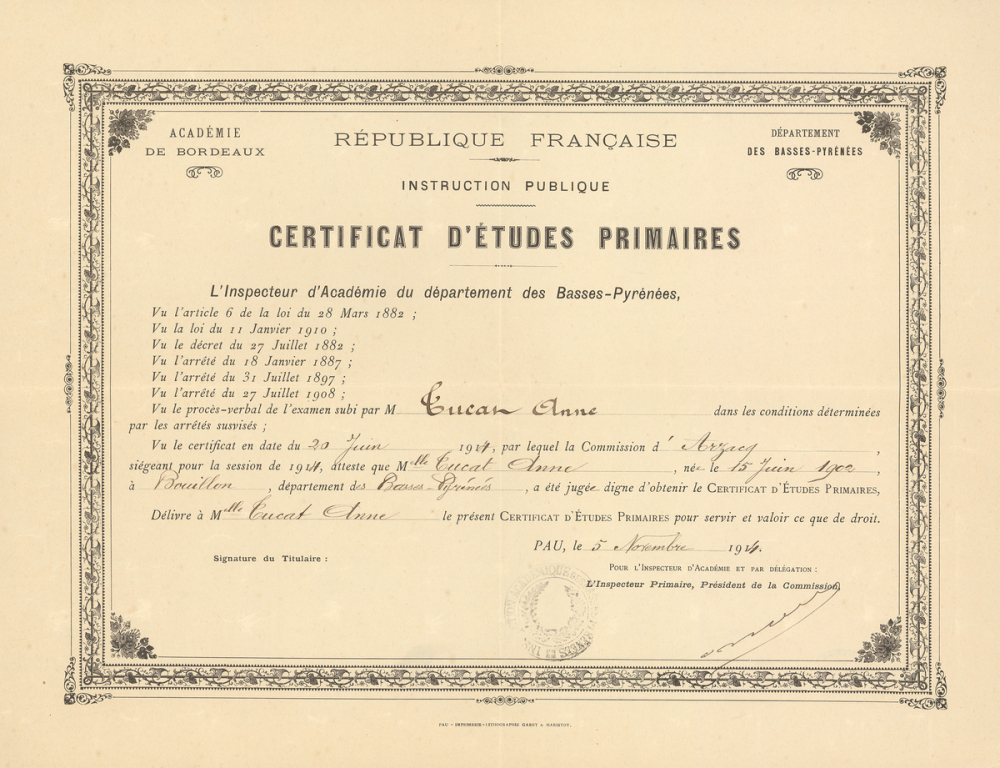 ACADÉMIE
DE BORDEAUX
RÉPUBLIQUE FRANÇAISE
DÉPARTEMENT
DES BASSES-PYRÉNÉES
INSTRUCTION PUBLIQUE
CERTIFICAT D'ÉTUDES PRIMAIRES
L'Inspecteur d'Académie du département des Basses-Pyrénées,
Vu l'article 6 de la loi du 28 Mars 1882 ;
Vu la loi du 11 Janvier 1910 ;
Vu le décret du 27 Juillet 1882 ;
Vu l'arrêté du 18 Janvier 1887 ;
Vu l'arrêté du 31 Juillet 1897 ;
Vu l'arrêté du 27 Juillet 1908 ;
Vu le procès-verbal de l'examen subi par M Cucat Anne dans les conditions déterminées
par les arrêtés susvisés ;
Vu le certificat en date du 20 Juin 1914, par lequel la Commission d' Arzacq ,
siégeant pour la session de 1914, atteste que Mlle Cucat Anne , née le 15 Juin 1902 ,
à Bouillon , département des Basses-Pyrénées , a été jugée digne d'obtenir le CERTIFICAT D'ÉTUDES PRIMAIRES,
Délivre à Mlle Cucat Anne le présent CERTIFICAT D'ÉTUDES PRIMAIRES pour servir et valoir ce que de droit.
PAU, le 5 Novembre 1914.
Signature du Titulaire :
POUR L'INSPECTEUR D'ACADÉMIE ET PAR DÉLÉGATION :
L'Inspecteur Primaire, Président de la Commission,
PAU - IMPRIMERIE-LITHOGRAPHIE